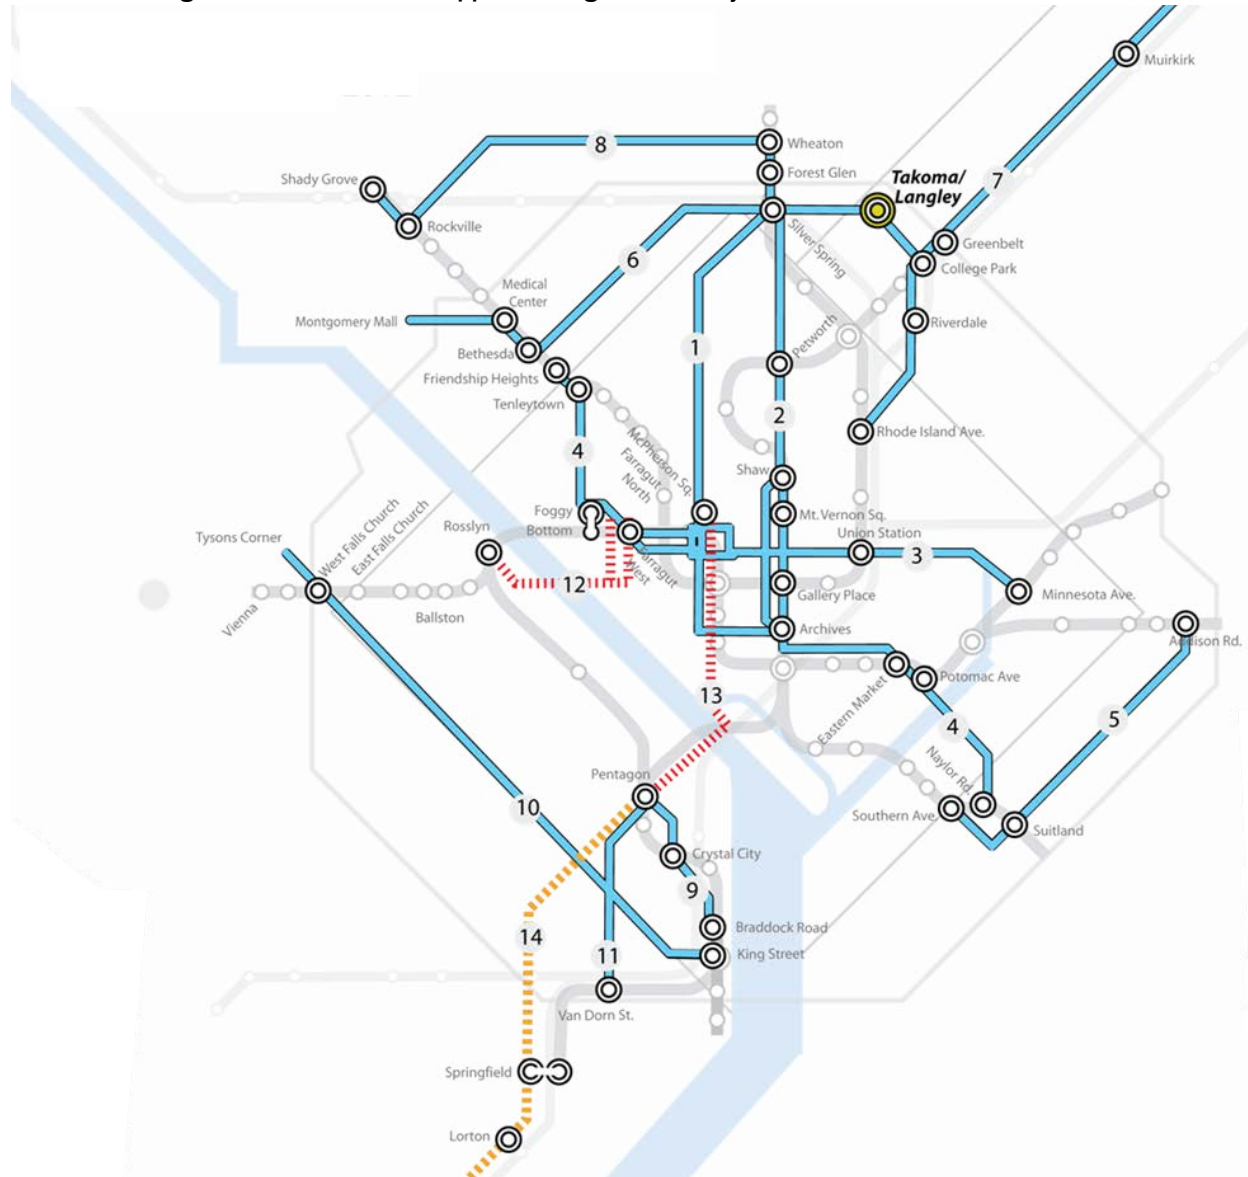 Muirkirk
8
Wheaton
Forest Glen
Takoma/
Langley
7
Shady Grove
Rockville
Silver Spring
Greenbelt
College Park
6
Medical
Center
Montgomery Mall
Riverdale
Petworth
1
Bethesda
Friendship Heights
Tenleytown
2
Rhode Island Ave.
4
McPherson Sq.
Farragut
North
Shaw
Foggy
Bottom
Mt. Vernon Sq.
Rosslyn
Union Station
Tysons Corner
West Falls Church
East Falls Church
Farragut
West
3
12
Gallery Place
Minnesota Ave.
Vienna
Ballston
Archives
Addison Rd.
Potomac Ave
13
Eastern Market
4
5
Naylor Rd.
Pentagon
10
Southern Ave.
Suitland
Crystal City
9
Braddock Road
14
11
King Street
Van Dorn St.
Springfield
Lorton